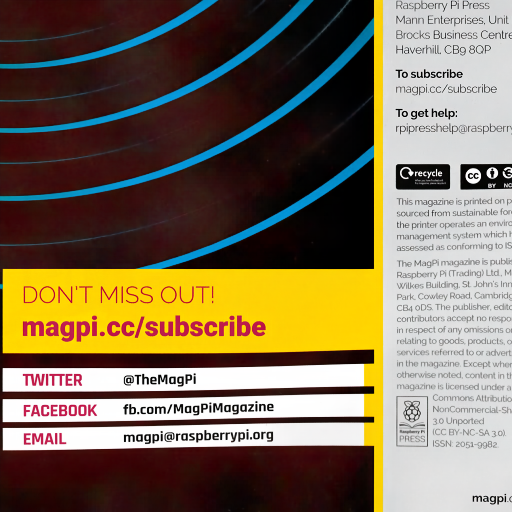 DON'T MISS OUT!
magpi.cc/subscribe
TWITTER @TheMagPi
FACEBOOK fb.com/MagPiMagazine
EMAIL magpi@raspberrypi.org
Raspberry Pi Press
Mann Enterprises, Unit
Brocks Business Centre
Haverhill, CB9 8QP
To subscribe
magpi.cc/subscribe
To get help:
rpipresshelp@raspberry
recycle
CC BY NC
This magazine is printed on p
sourced from sustainable for
the printer operates an enviro
management system which h
assessed as conforming to IS
The MagPi magazine is publis
Raspberry Pi (Trading) Ltd., M
Wilkes Building, St. John's Inn
Park, Cowley Road, Cambridg
CB4 0DS. The publisher, edito
contributors accept no respo
in respect of any omissions or
relating to goods, products, o
services referred to or advert
in the magazine. Except wher
otherwise noted, content in th
magazine is licensed under a
Commons Attributio
NonCommercial-Sh
3.0 Unported
(CC BY-NC-SA 3.0).
ISSN: 2051-9982.
Raspberry Pi
PRESS
magpi.c